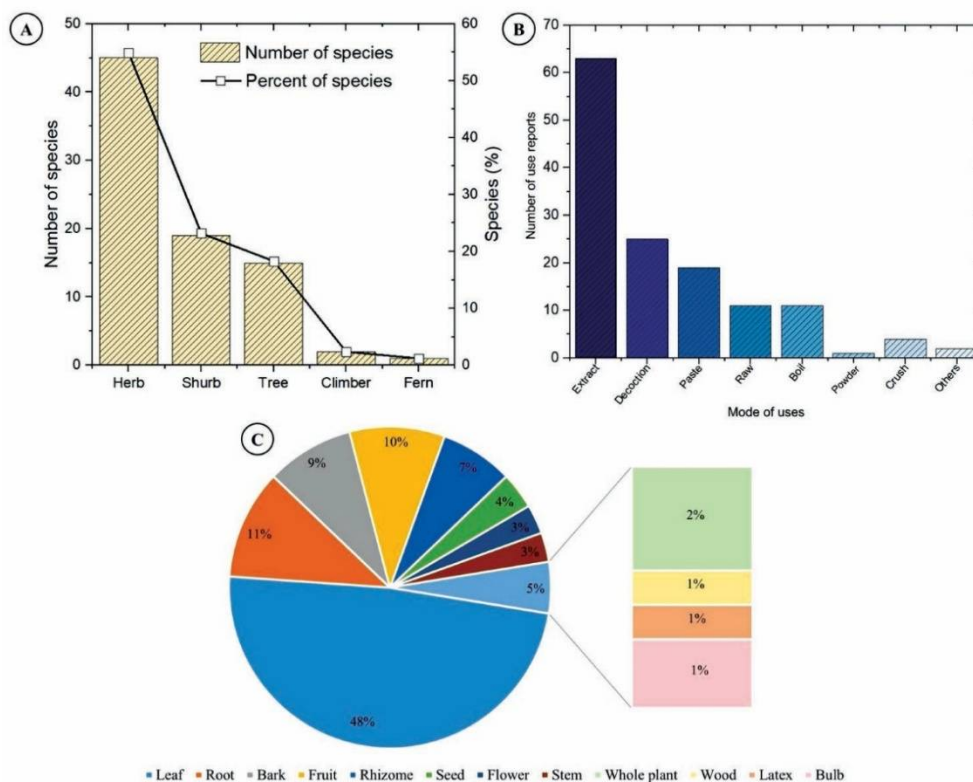 A
Number of species
Percent of species
50
40
30
20
10
0
Number of species
60
50
40
30
20
10
0
Species (%)
Herb Shurb Tree Climber Fern
B
70
60
50
40
30
20
10
0
Number of use reports
Extract Decoction Paste Raw Boil Powder Crush Others
Mode of uses
C
10%
9%
7%
4%
3%
3%
5%
11%
48%
2%
1%
1%
1%
Leaf Root Bark Fruit Rhizome Seed Flower Stem Whole plant Wood Latex Bulb